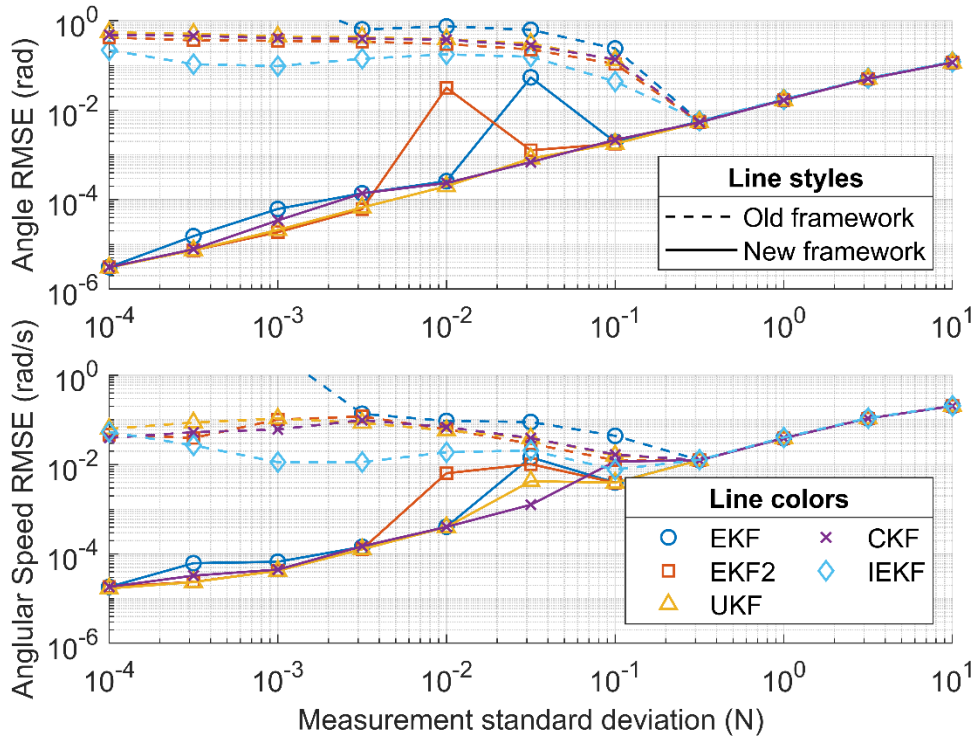 10^0
10^-2
10^-4
10^-6
Angle RMSE (rad)
Line styles
Old framework
New framework
10^-4 10^-3 10^-2 10^-1 10^0 10^1
10^0
10^-2
10^-4
10^-6
Anglular Speed RMSE (rad/s)
Line colors
EKF CKF
EKF2 IEKF
UKF
10^-4 10^-3 10^-2 10^-1 10^0 10^1
Measurement standard deviation (N)